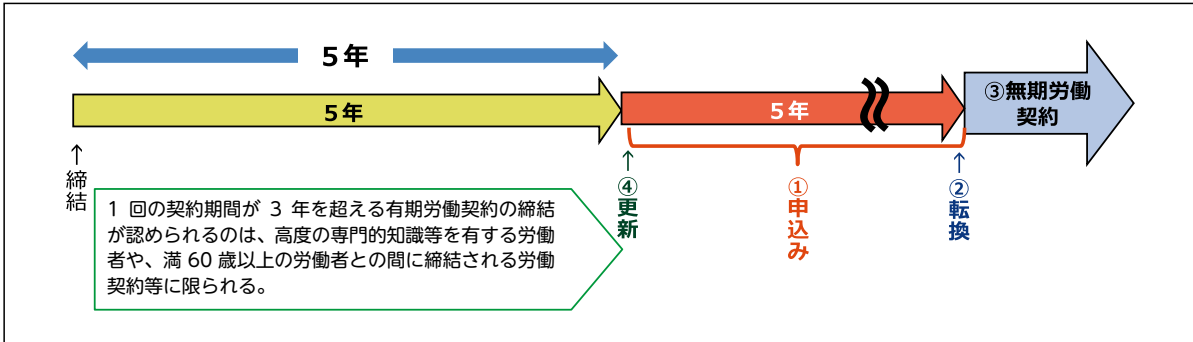 5年
5年
5年
③無期労働
契約
↑締結
↑④更新
①申込み
↑②転換
1 回の契約期間が 3 年を超える有期労働契約の締結
が認められるのは、高度の専門的知識等を有する労働
者や、満 60 歳以上の労働者との間に締結される労働
契約等に限られる。